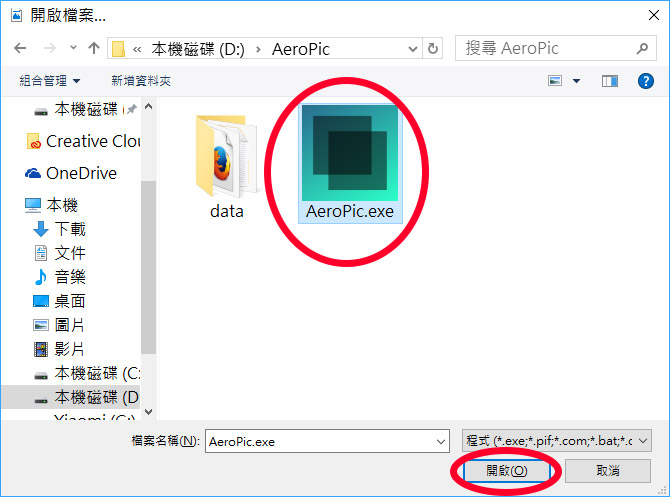 開啟檔案...
« 本機磁碟 (D:) › AeroPic
搜尋 AeroPic
組合管理
新增資料夾
本機磁碟 (
Creative Clou
OneDrive
本機
下載
文件
音樂
桌面
圖片
影片
本機磁碟 (C:
本機磁碟 (D
data
AeroPic.exe
檔案名稱(N):
AeroPic.exe
程式 (*.exe;*.pif;*.com;*.bat;*.c
開啟(O)
取消